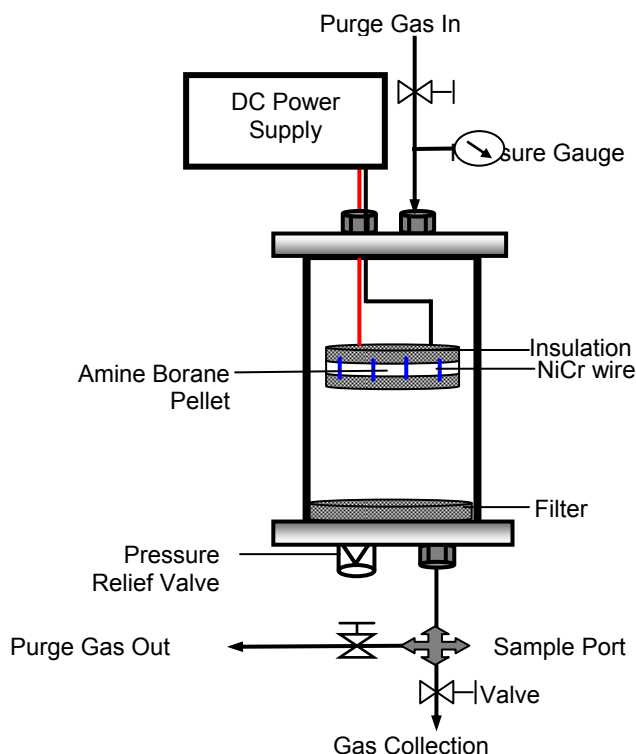 Purge Gas In
DC Power
Supply
sure Gauge
Insulation
Amine Borane
Pellet
NiCr wire
Filter
Pressure
Relief Valve
Purge Gas Out
Sample Port
Valve
Gas Collection